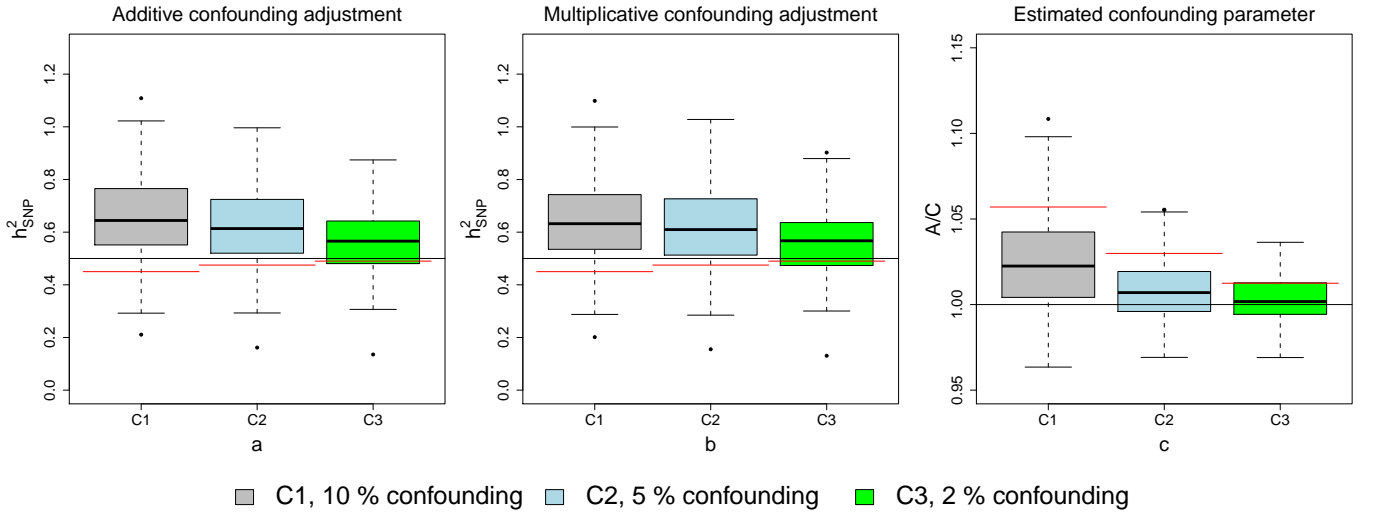 Additive confounding adjustment
Multiplicative confounding adjustment
Estimated confounding parameter
h²SNP
0.0 0.2 0.4 0.6 0.8 1.0 1.2
C1 C2 C3
a
h²SNP
0.0 0.2 0.4 0.6 0.8 1.0 1.2
C1 C2 C3
b
A/C
0.95 1.00 1.05 1.10 1.15
C1 C2 C3
c
C1, 10 % confounding
C2, 5 % confounding
C3, 2 % confounding